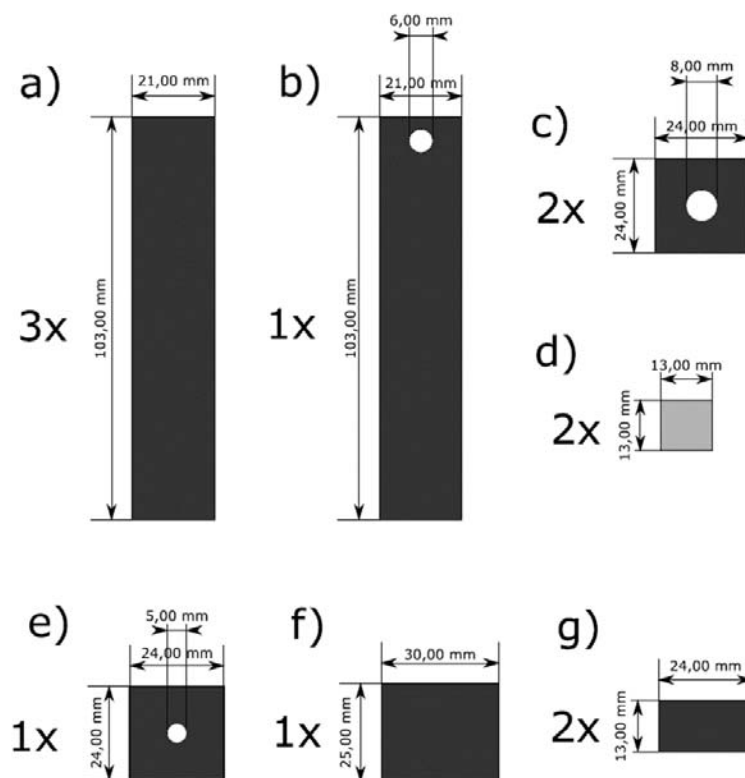 a)
21,00 mm
103,00 mm
3x
b)
6,00 mm
21,00 mm
103,00 mm
1x
c)
8,00 mm
24,00 mm
24,00 mm
2x
d)
13,00 mm
13,00 mm
2x
e)
5,00 mm
24,00 mm
24,00 mm
1x
f)
30,00 mm
25,00 mm
1x
g)
24,00 mm
13,00 mm
2x